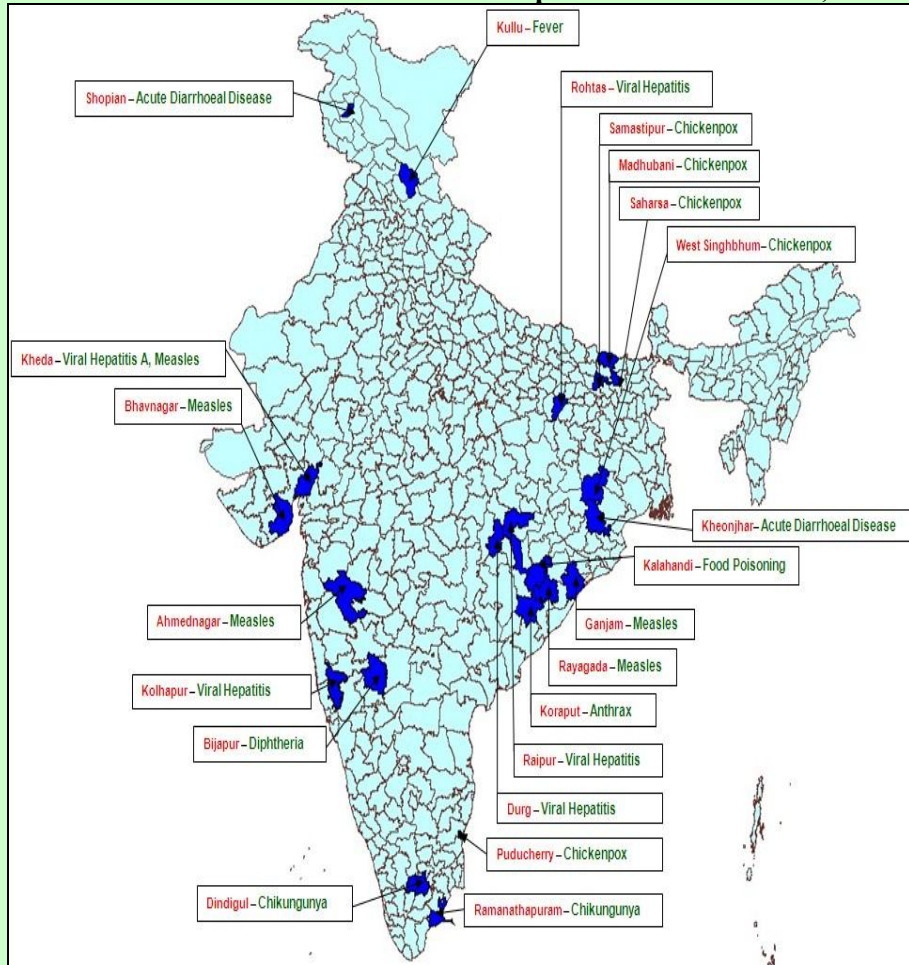 Kullu – Fever
Shopian – Acute Diarrhoeal Disease
Rohtas – Viral Hepatitis
Samastipur – Chickenpox
Madhubani – Chickenpox
Saharsa – Chickenpox
West Singhbhum – Chickenpox
Kheda – Viral Hepatitis A, Measles
Bhavnagar – Measles
Kheonjhar – Acute Diarrhoeal Disease
Kalahandi – Food Poisoning
Ahmednagar – Measles
Ganjam – Measles
Rayagada – Measles
Kolhapur – Viral Hepatitis
Koraput – Anthrax
Bijapur – Diphtheria
Raipur – Viral Hepatitis
Durg – Viral Hepatitis
Puducherry – Chickenpox
Dindigul – Chikungunya
Ramanathapuram – Chikungunya